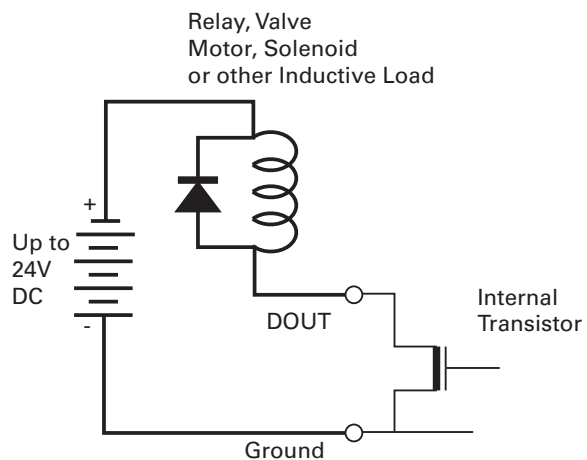 Relay, Valve
Motor, Solenoid
or other Inductive Load
+
Up to
24V
DC
-
DOUT
Internal
Transistor
Ground